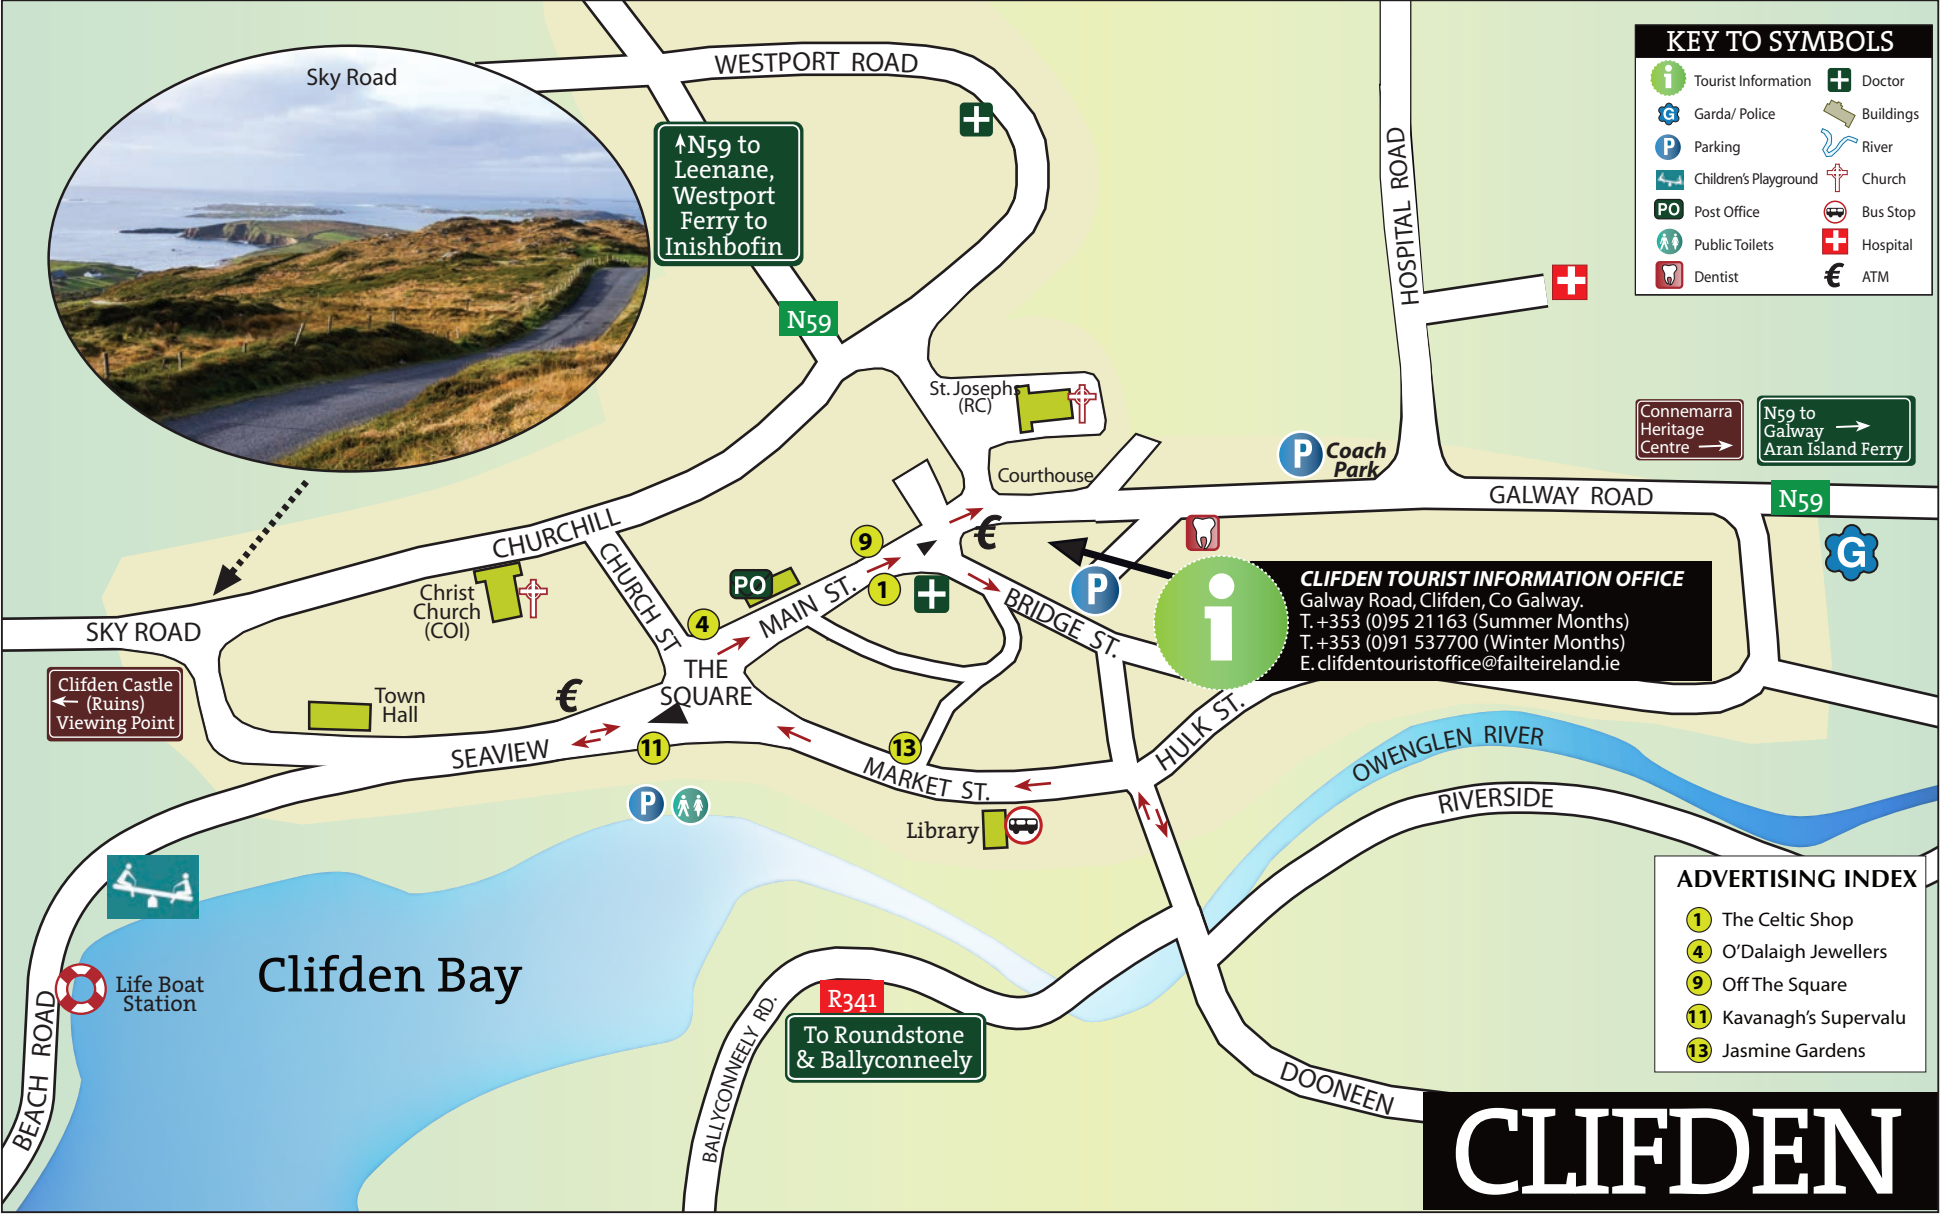 Sky Road
WESTPORT ROAD
N59 to
Leenane,
Westport
Ferry to
Inishbofin
N59
HOSPITAL ROAD
KEY TO SYMBOLS
i Tourist Information
Doctor
G Garda/ Police
Buildings
P Parking
River
Children's Playground
Church
PO Post Office
Bus Stop
Public Toilets
Hospital
Dentist
€ ATM
St. Josephs
(RC)
Courthouse
P Coach
Park
Connemarra
Heritage
Centre
N59 to
Galway
Aran Island Ferry
GALWAY ROAD
N59
G
CHURCHILL
CHURCH ST
Christ
Church
(COI)
PO
MAIN ST.
9
1
4
€
BRIDGE ST.
P
i
CLIFDEN TOURIST INFORMATION OFFICE
Galway Road, Clifden, Co Galway.
T. +353 (0)95 21163 (Summer Months)
T. +353 (0)91 537700 (Winter Months)
E. clifdentouristoffice@failteireland.ie
SKY ROAD
Clifden Castle
(Ruins)
Viewing Point
Town
Hall
€
THE
SQUARE
SEAVIEW
11
13
MARKET ST.
HULK ST.
OWENGLEN RIVER
RIVERSIDE
P
Library
Life Boat
Station
Clifden Bay
BEACH ROAD
BALLYCONNEELY RD.
R341
To Roundstone
& Ballyconneely
DOONEEN
ADVERTISING INDEX
1 The Celtic Shop
4 O'Dalaigh Jewellers
9 Off The Square
11 Kavanagh's Supervalu
13 Jasmine Gardens
CLIFDEN